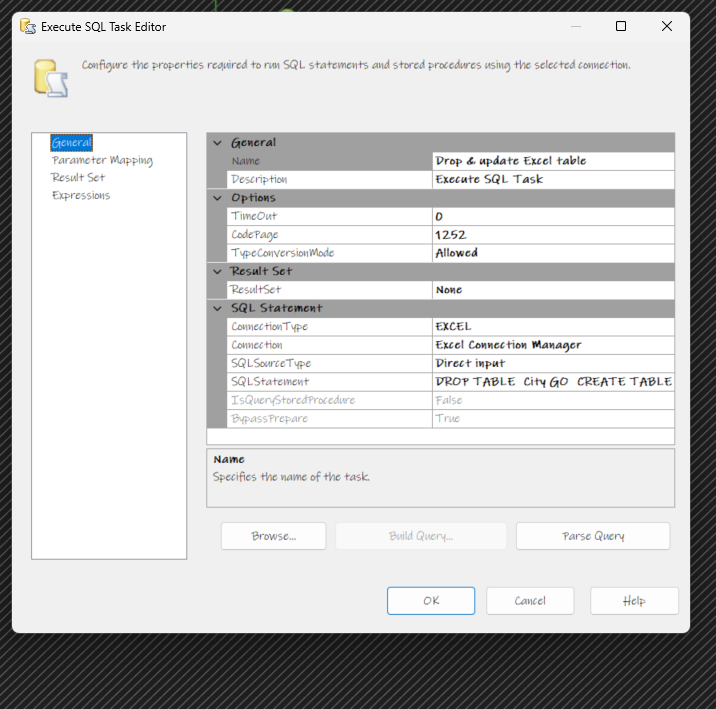 Execute SQL Task Editor
Configure the properties required to run SQL statements and stored procedures using the selected connection.
General
Parameter Mapping
Result Set
Expressions
General
Name Drop & update Excel table
Description Execute SQL Task
Options
TimeOut 0
CodePage 1252
TypeConversionMode Allowed
Result Set
ResultSet None
SQL Statement
ConnectionType EXCEL
Connection Excel Connection Manager
SQLSourceType Direct input
SQLStatement DROP TABLE City GO CREATE TABLE
IsQueryStoredProcedure False
BypassPrepare True
Name
Specifies the name of the task.
Browse... Build Query... Parse Query
OK Cancel Help